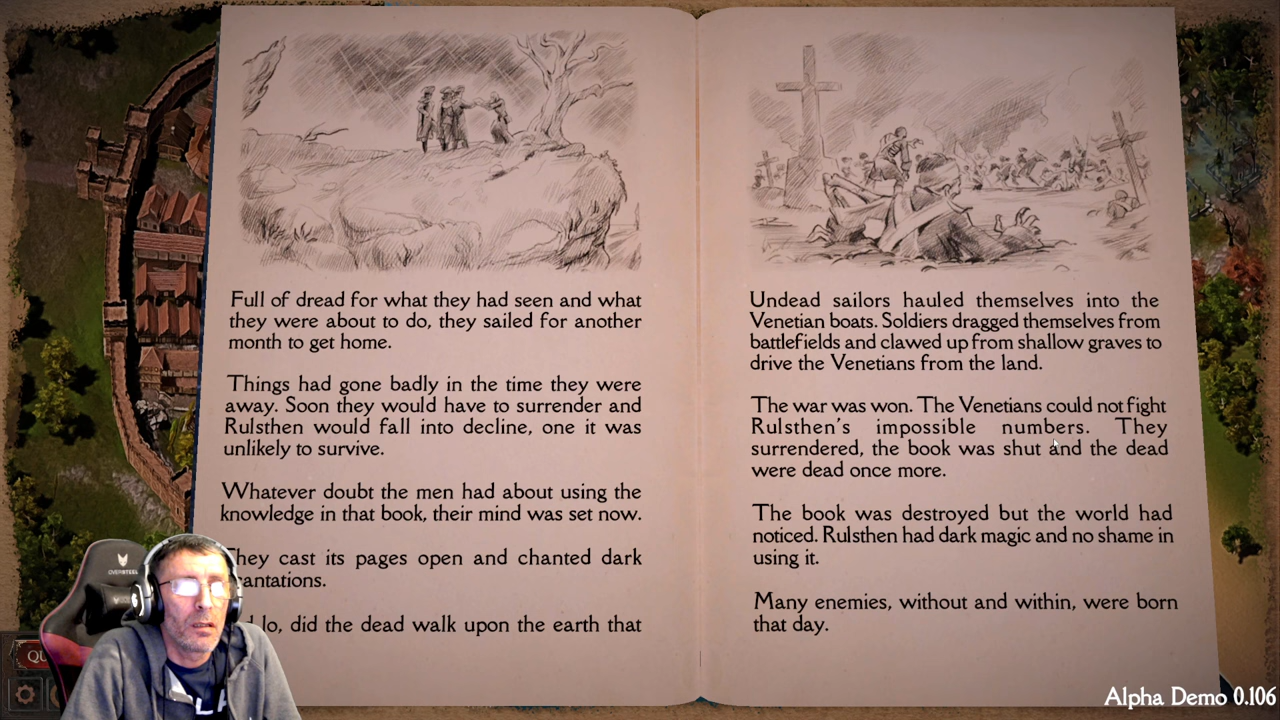 Full of dread for what they had seen and what
they were about to do, they sailed for another
month to get home.
Things had gone badly in the time they were
away. Soon they would have to surrender and
Rulsthen would fall into decline, one it was
unlikely to survive.
Whatever doubt the men had about using the
knowledge in that book, their mind was set now.
They cast its pages open and chanted dark
antations.
lo, did the dead walk upon the earth that
Undead sailors hauled themselves into the
Venetian boats. Soldiers dragged themselves from
battlefields and clawed up from shallow graves to
drive the Venetians from the land.
The war was won. The Venetians could not fight
Rulsthen's impossible numbers. They
surrendered, the book was shut and the dead
were dead once more.
The book was destroyed but the world had
noticed. Rulsthen had dark magic and no shame in
using it.
Many enemies, without and within, were born
that day.
QU
OVERSTEEL
Alpha Demo 0.106